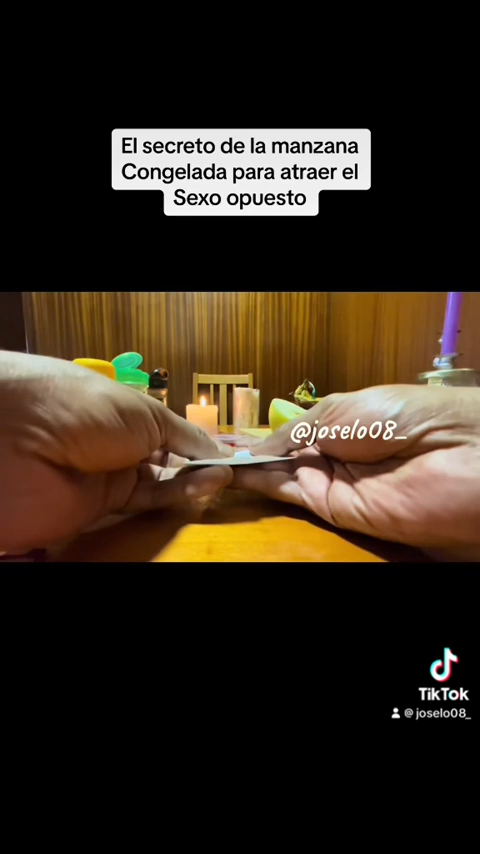 El secreto de la manzana
Congelada para atraer el
Sexo opuesto
@joselo08_
TikTok
@joselo08_